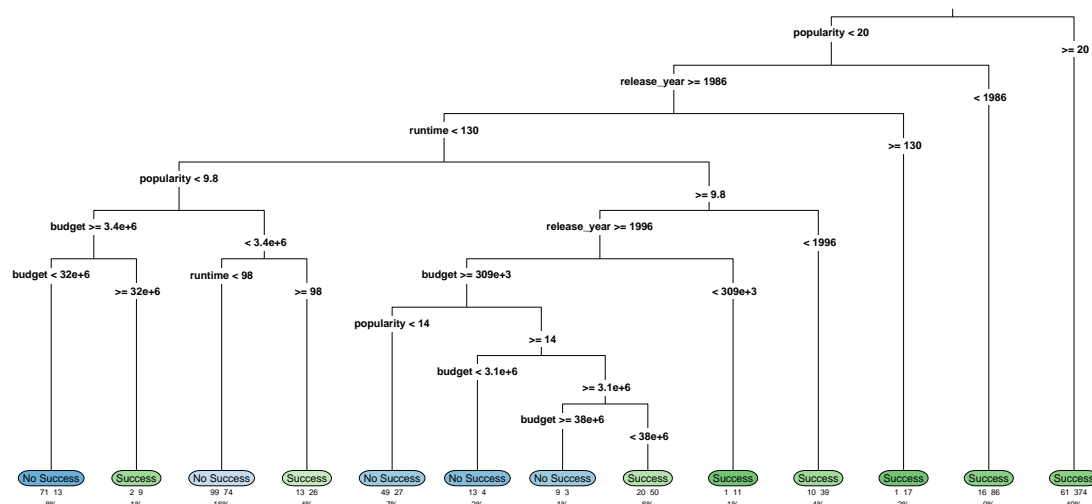 popularity < 20
>= 20
release_year >= 1986
< 1986
runtime < 130
>= 130
popularity < 9.8
>= 9.8
budget >= 3.4e+6
< 3.4e+6
release_year >= 1996
< 1996
budget < 32e+6
>= 32e+6
runtime < 98
>= 98
budget >= 309e+3
< 309e+3
popularity < 14
>= 14
budget < 3.1e+6
>= 3.1e+6
budget >= 38e+6
< 38e+6
No Success Success No Success Success No Success No Success No Success Success Success Success Success Success
71 13 2 9 99 74 13 26 49 27 13 4 9 3 20 50 1 11 10 39 1 17 16 86